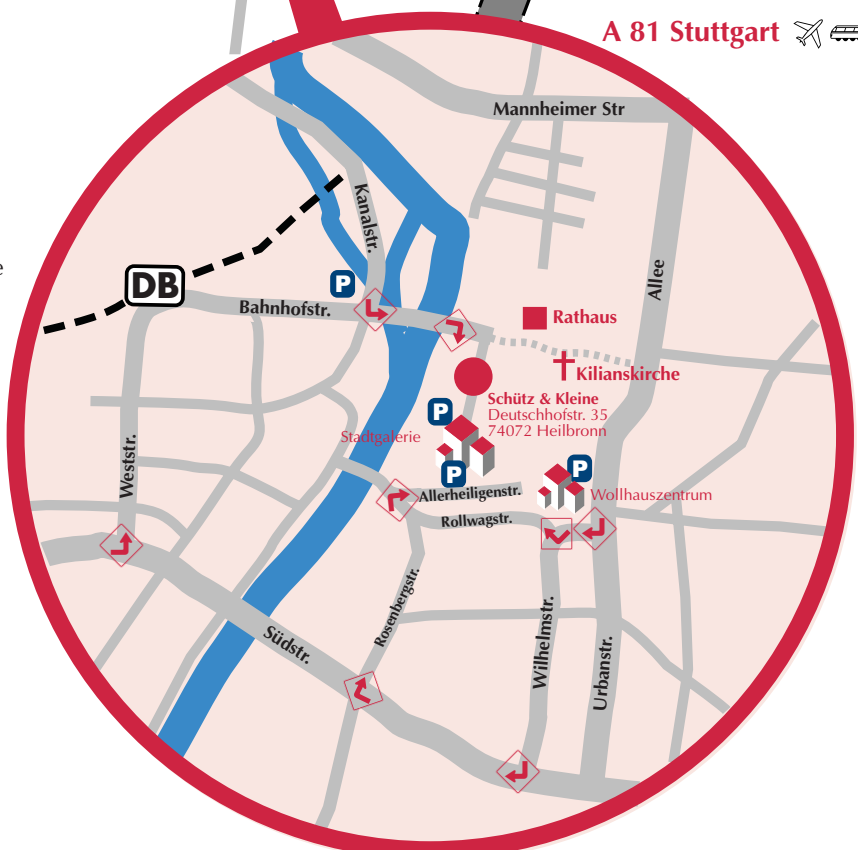 A 81 Stuttgart
Mannheimer Str
Kanalstr.
Allee
e
P
DB
Bahnhofstr.
Rathaus
Kilianskirche
Schütz & Kleine
Deutschhofstr. 35
74072 Heilbronn
P
Stadtgalerie
P
P
Weststr.
Allerheiligenstr.
Wollhauszentrum
Rollwagstr.
Rosenbergstr.
Südstr.
Wilhelmstr.
Urbanstr.